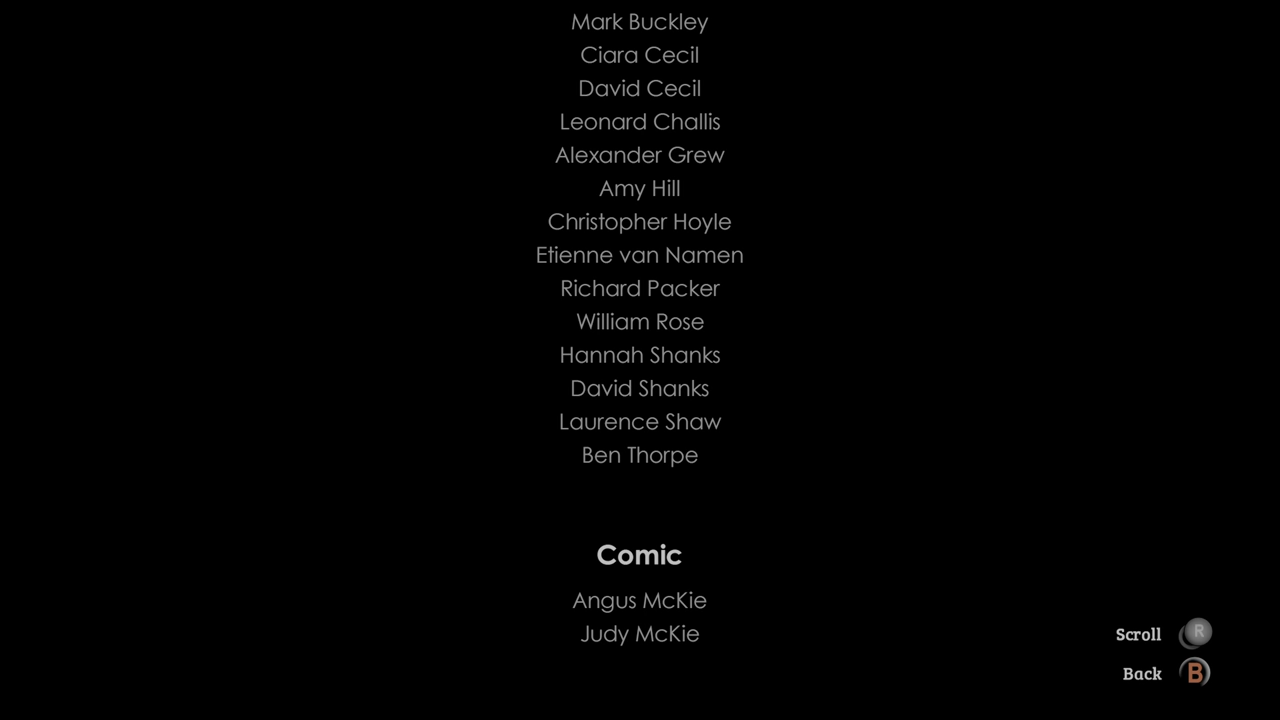 Mark Buckley
Ciara Cecil
David Cecil
Leonard Challis
Alexander Grew
Amy Hill
Christopher Hoyle
Etienne van Namen
Richard Packer
William Rose
Hannah Shanks
David Shanks
Laurence Shaw
Ben Thorpe
Comic
Angus McKie
Judy McKie
Scroll R
Back B